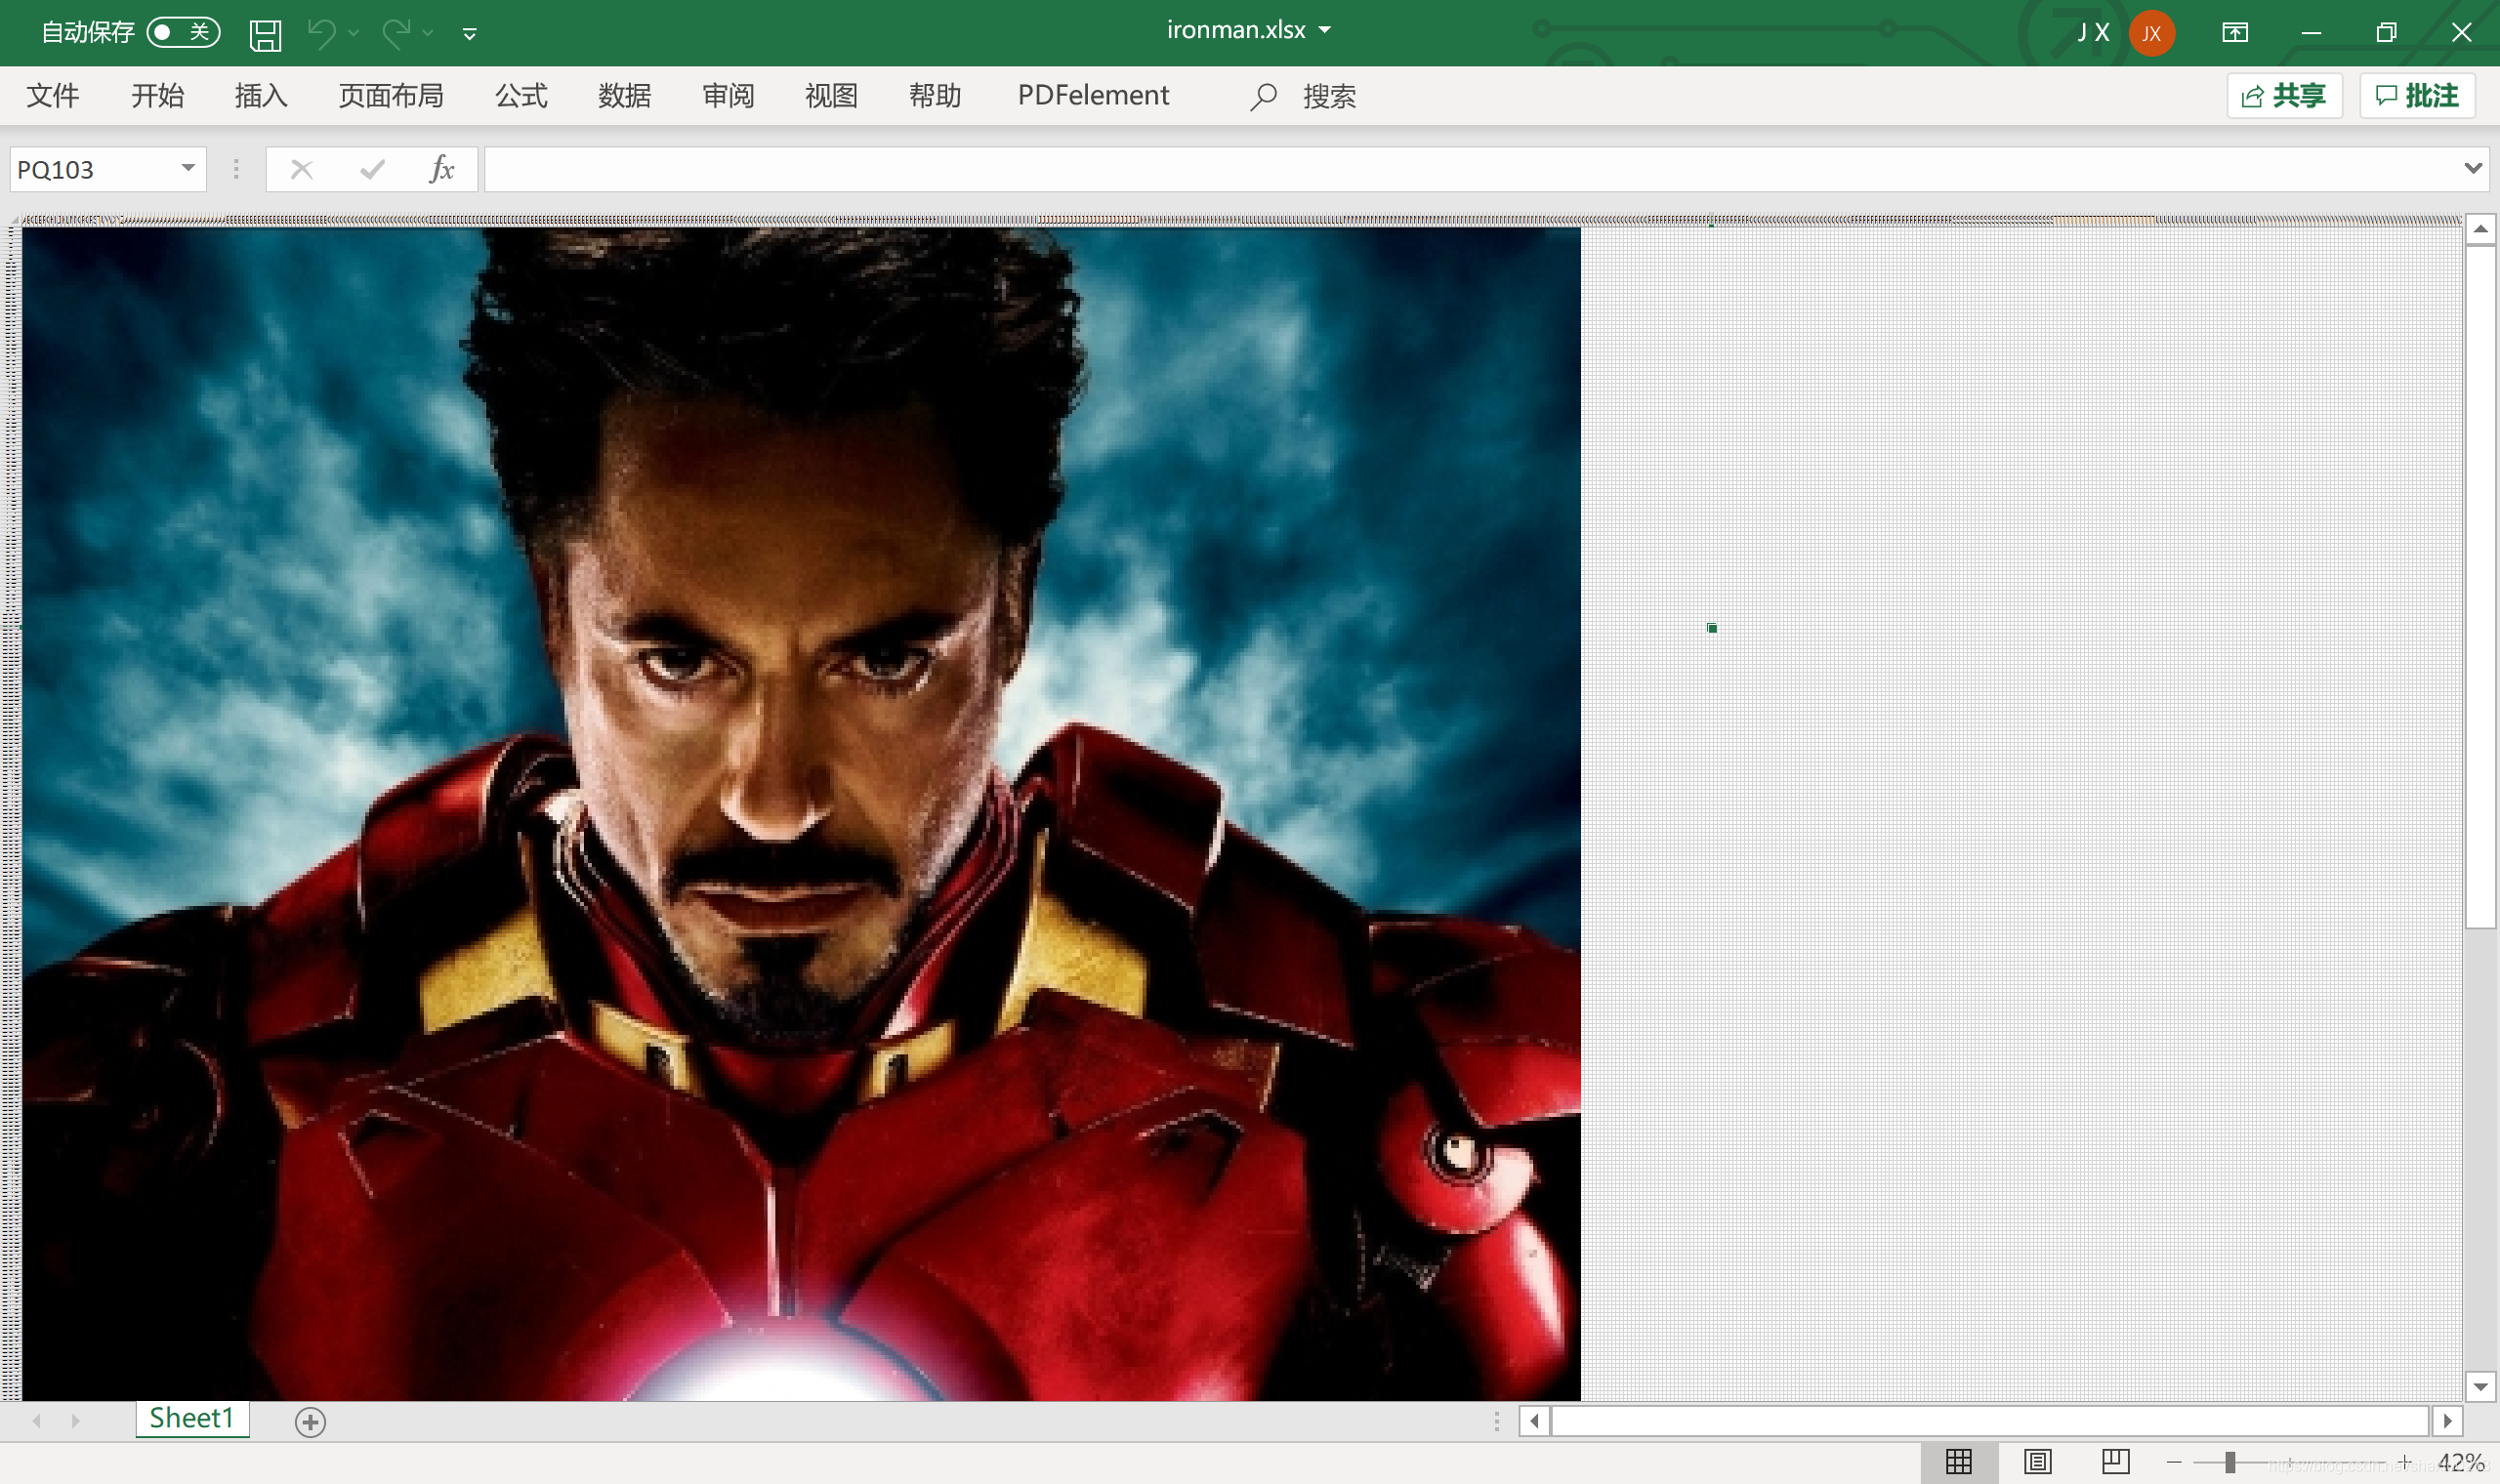 自动保存 关 ironman.xlsx J X JX
文件 开始 插入 页面布局 公式 数据 审阅 视图 帮助 PDFelement 搜索 共享 批注
PQ103 fx
Sheet1
42%